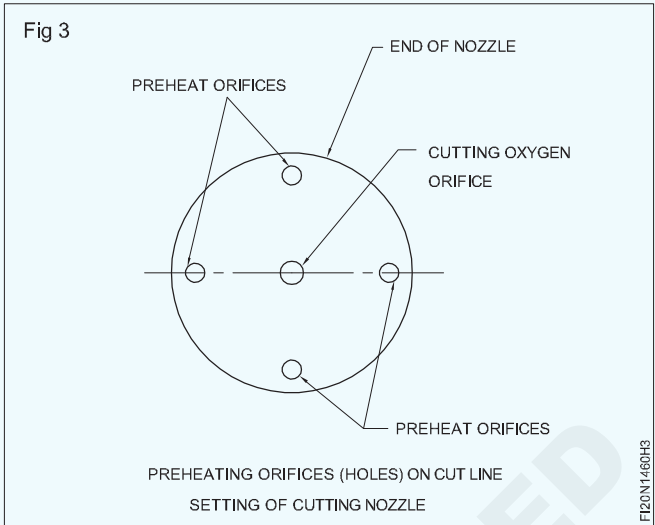 Fig 3
END OF NOZZLE
PREHEAT ORIFICES
CUTTING OXYGEN
ORIFICE
PREHEAT ORIFICES
PREHEATING ORIFICES (HOLES) ON CUT LINE
SETTING OF CUTTING NOZZLE
FI20N1460H3